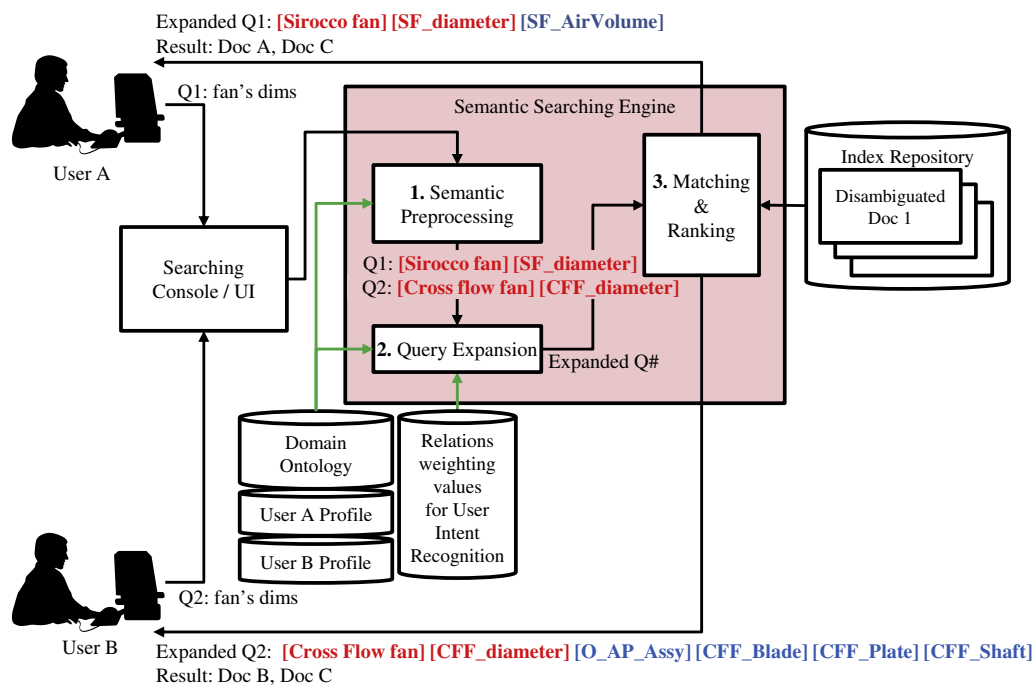 Expanded Q1: [Sirocco fan] [SF_diameter] [SF_AirVolume]
Result: Doc A, Doc C
Q1: fan's dims
User A
Semantic Searching Engine
1. Semantic
Preprocessing
3. Matching
&
Ranking
Index Repository
Disambiguated
Doc 1
Searching
Console / UI
Q1: [Sirocco fan] [SF_diameter]
Q2: [Cross flow fan] [CFF_diameter]
2. Query Expansion
Expanded Q#
Domain
Ontology
User A Profile
User B Profile
Relations
weighting
values
for User
Intent
Recognition
Q2: fan's dims
User B
Expanded Q2: [Cross Flow fan] [CFF_diameter] [O_AP_Assy] [CFF_Blade] [CFF_Plate] [CFF_Shaft]
Result: Doc B, Doc C